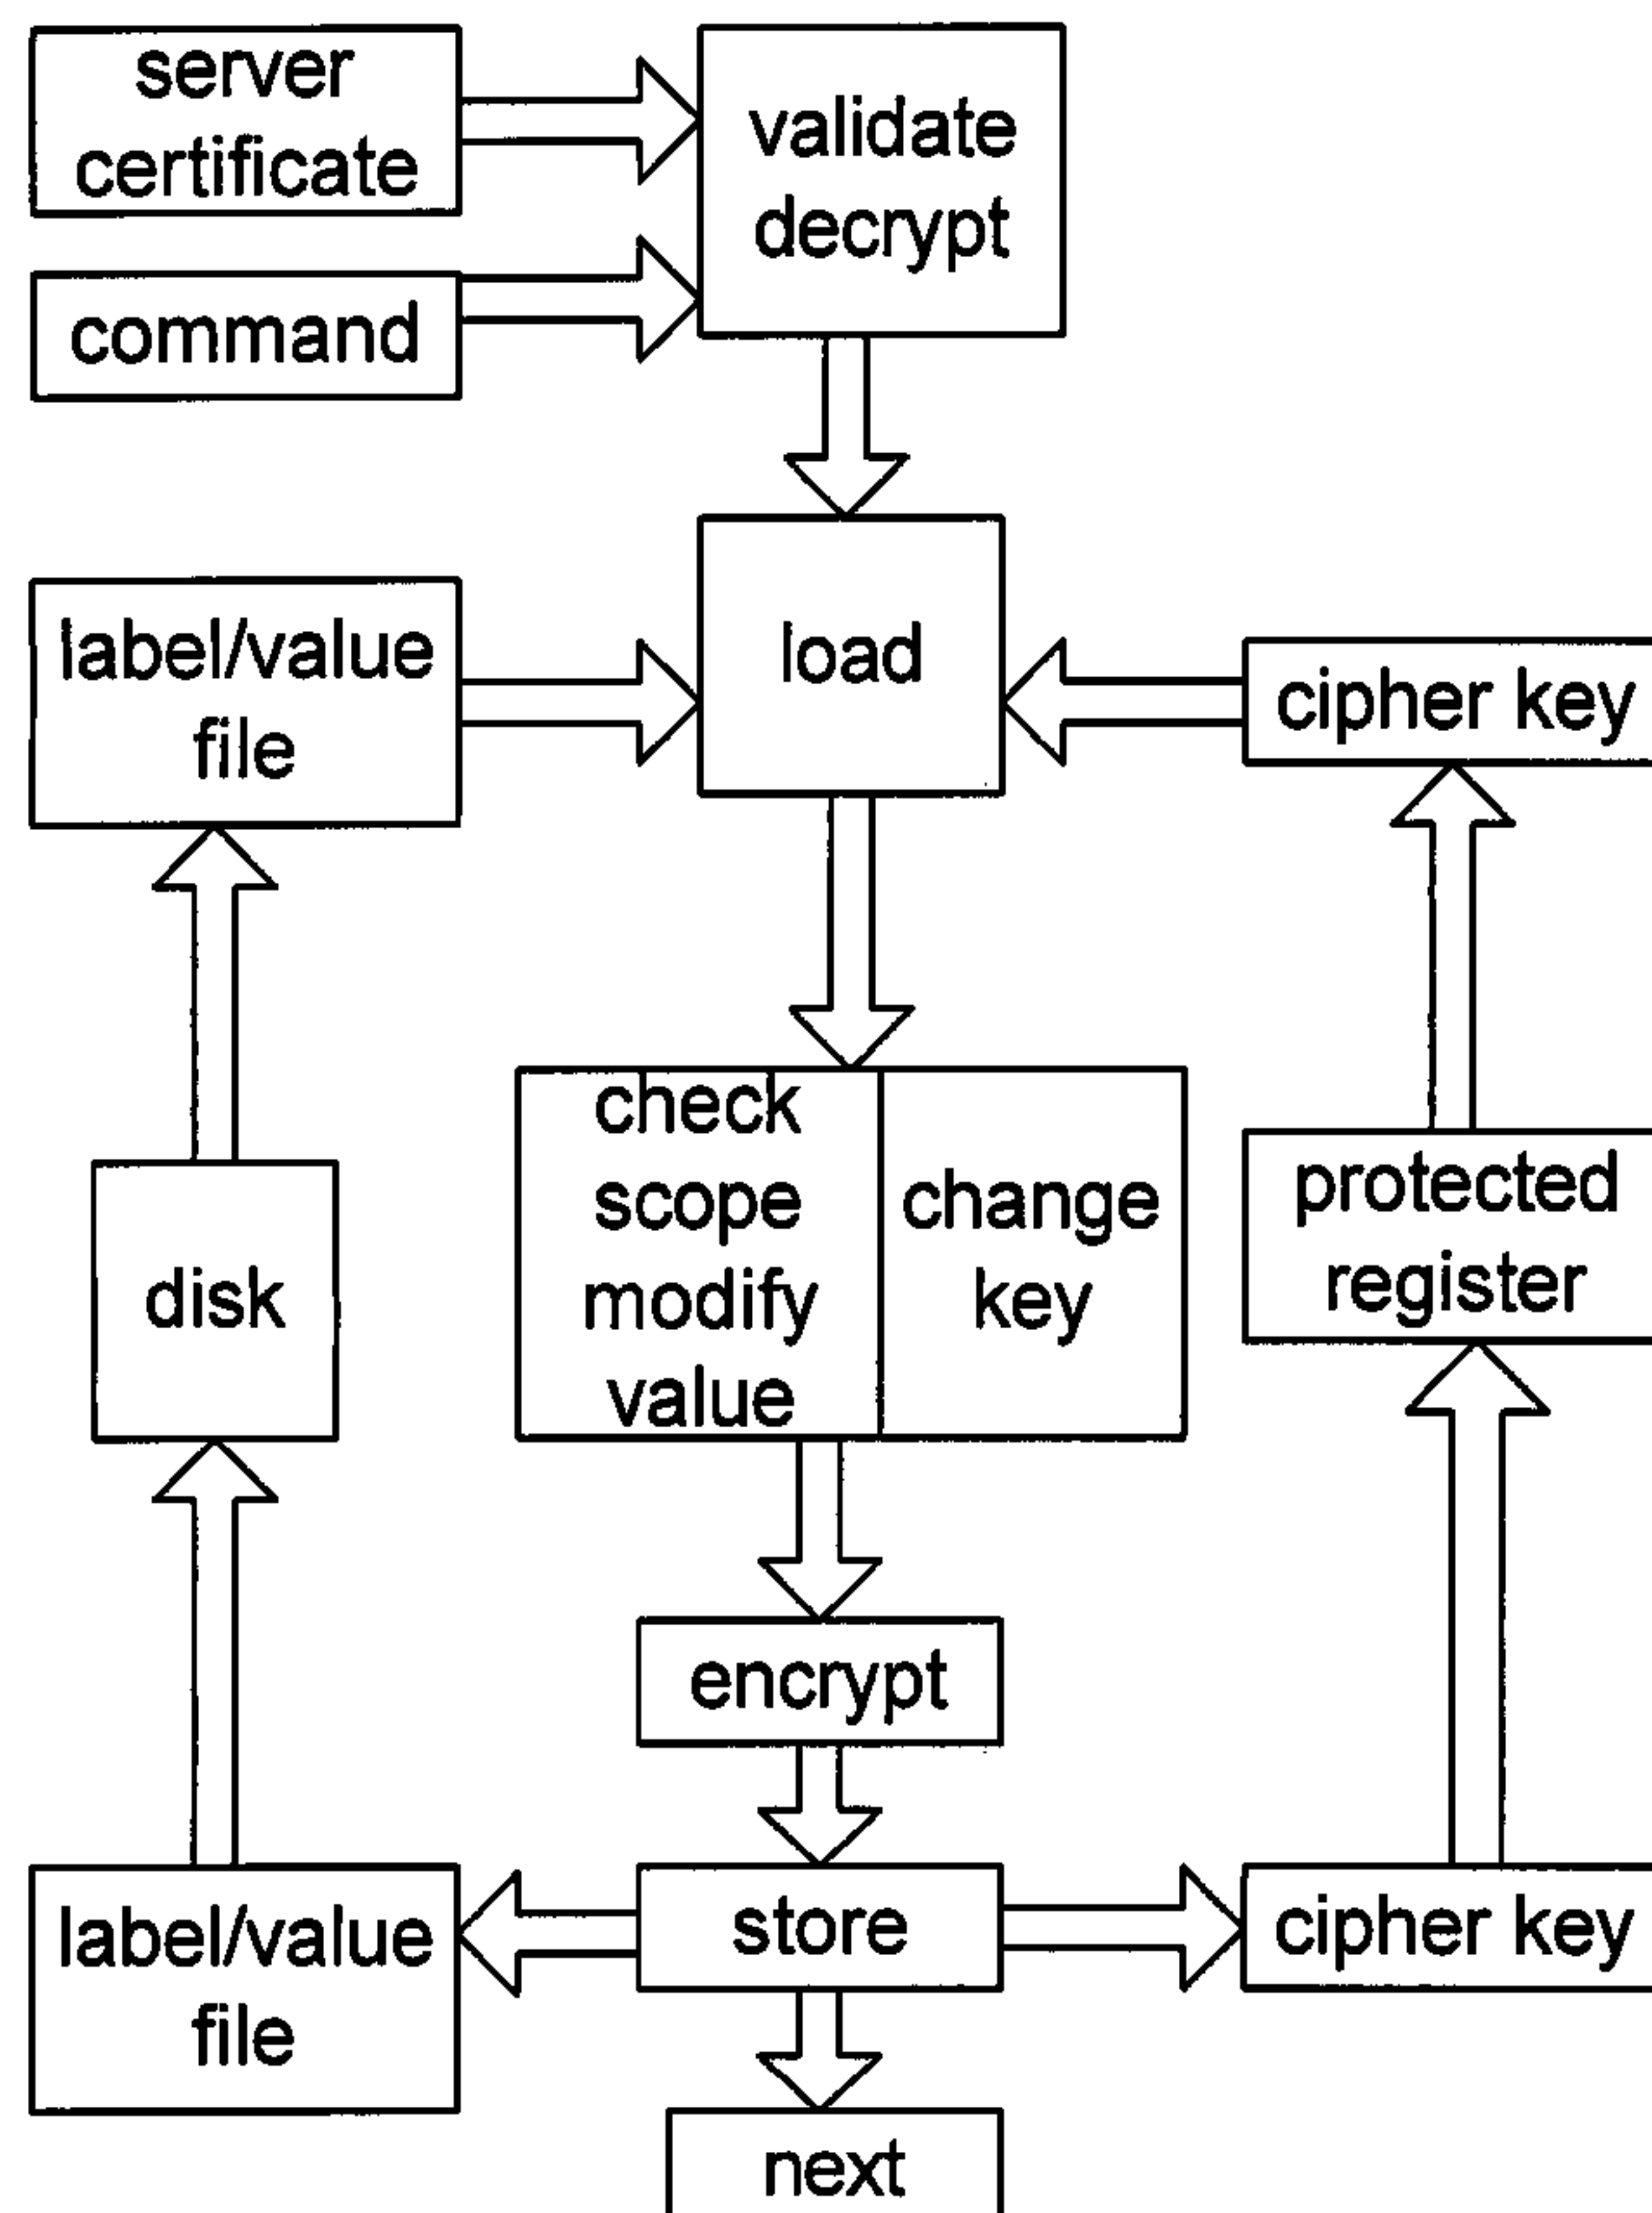 server
certificate
validate
decrypt
command
label/value
file
load
cipher key
disk
check
scope
modify
value
change
key
protected
register
encrypt
label/value
file
store
cipher key
next